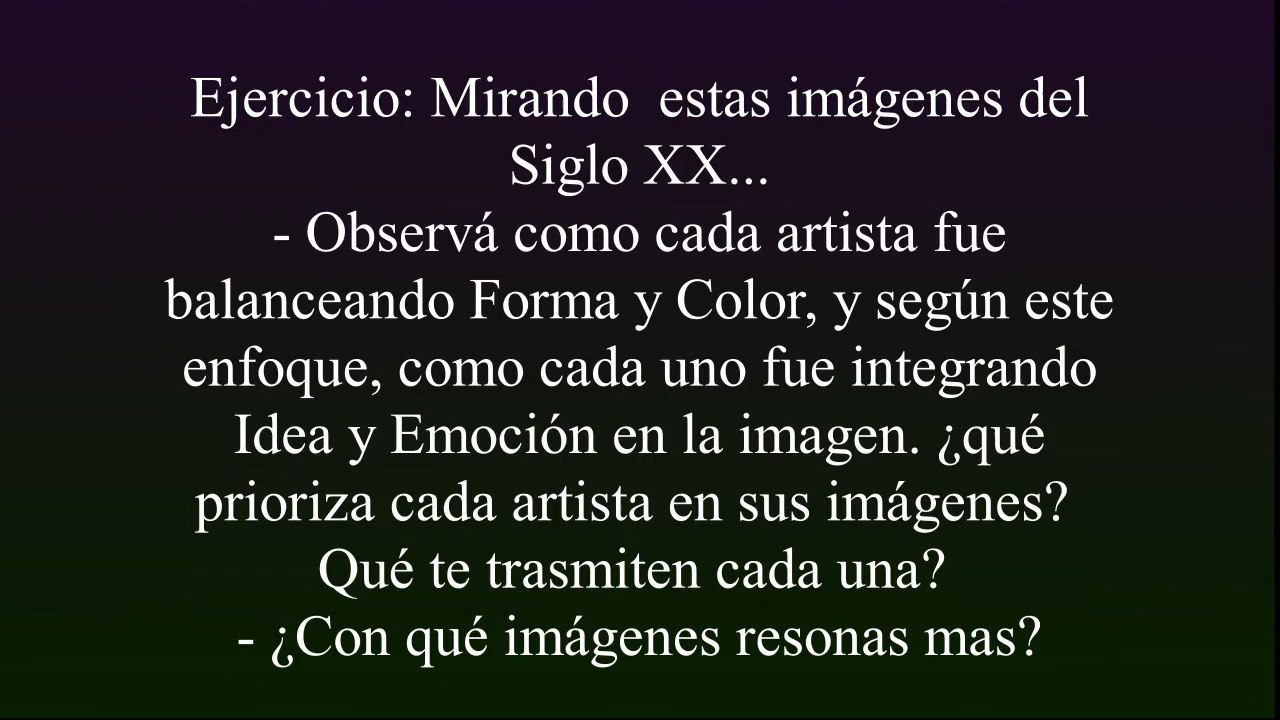 Ejercicio: Mirando  estas imágenes del
Siglo XX...
- Observá como cada artista fue
balanceando Forma y Color, y según este
enfoque, como cada uno fue integrando
Idea y Emoción en la imagen. ¿qué
prioriza cada artista en sus imágenes?
Qué te trasmiten cada una?
- ¿Con qué imágenes resonas mas?